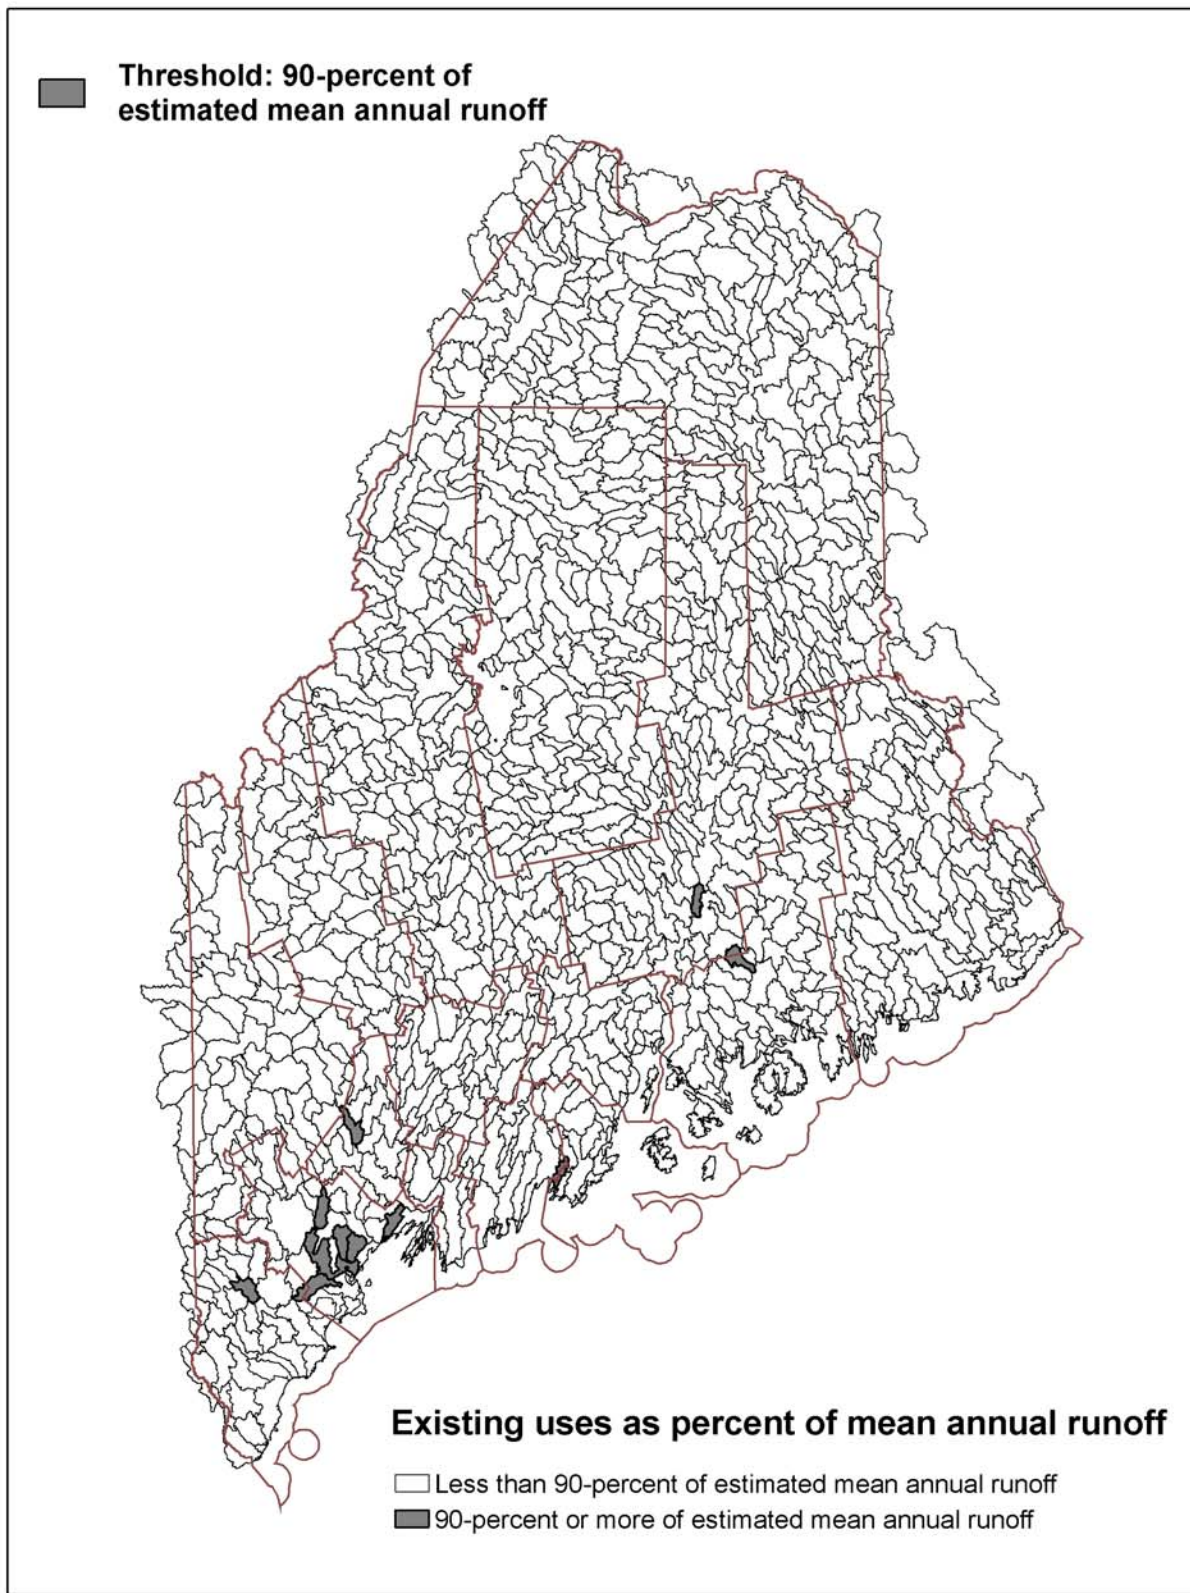 Threshold: 90-percent of
estimated mean annual runoff
Existing uses as percent of mean annual runoff
Less than 90-percent of estimated mean annual runoff
90-percent or more of estimated mean annual runoff